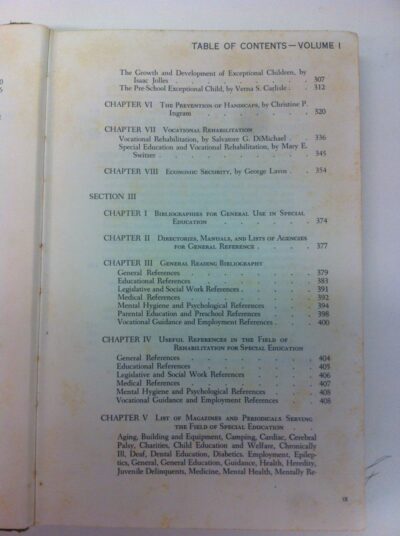 TABLE OF CONTENTS—VOLUME I
The Growth and Development of Exceptional Children, by
Isaac Jolles . . . . . . . . . 307
The Pre-School Exceptional Child, by Verna S. Carlisle . 312
CHAPTER VI The Prevention of Handicaps, by Christine P.
Ingram . . . . . . . . 320
CHAPTER VII Vocational Rehabilitation
Vocational Rehabilitation, by Salvatore G. DiMichael . 336
Special Education and Vocational Rehabilitation, by Mary E.
Switzer . . . . . . . . 345
CHAPTER VIII Economic Security, by George Lavos . 354
SECTION III
CHAPTER I Bibliographies for General Use in Special
Education . . . . . . 374
CHAPTER II Directories, Manuals, and Lists of Agencies
for General Reference . . . 377
CHAPTER III General Reading Bibliography
General References . . . . . . . 379
Educational References . . . . . . 383
Legislative and Social Work References . . . 391
Medical References . . . . . . . 392
Mental Hygiene and Psychological References . . 394
Parental Education and Preschool References . . 398
Vocational Guidance and Employment References . . 400
CHAPTER IV Useful References in the Field of
Rehabilitation for Special Education
General References . . . . . . . 404
Educational References . . . . . . 405
Legislative and Social Work References . . . 406
Medical References . . . . . . . 407
Mental Hygiene and Psychological References . . 408
Vocational Guidance and Employment References . . 408
CHAPTER V List of Magazines and Periodicals Serving
the Field of Special Education .
Aging, Building and Equipment, Camping, Cardiac, Cerebral
Palsy, Charities, Child Education and Welfare, Chronically
Ill, Deaf, Dental Education, Diabetics, Employment, Epilep-
tics, General, General Education, Guidance, Health, Heredity,
Juvenile Delinquents, Medicine, Mental Health, Mentally Re-
ix